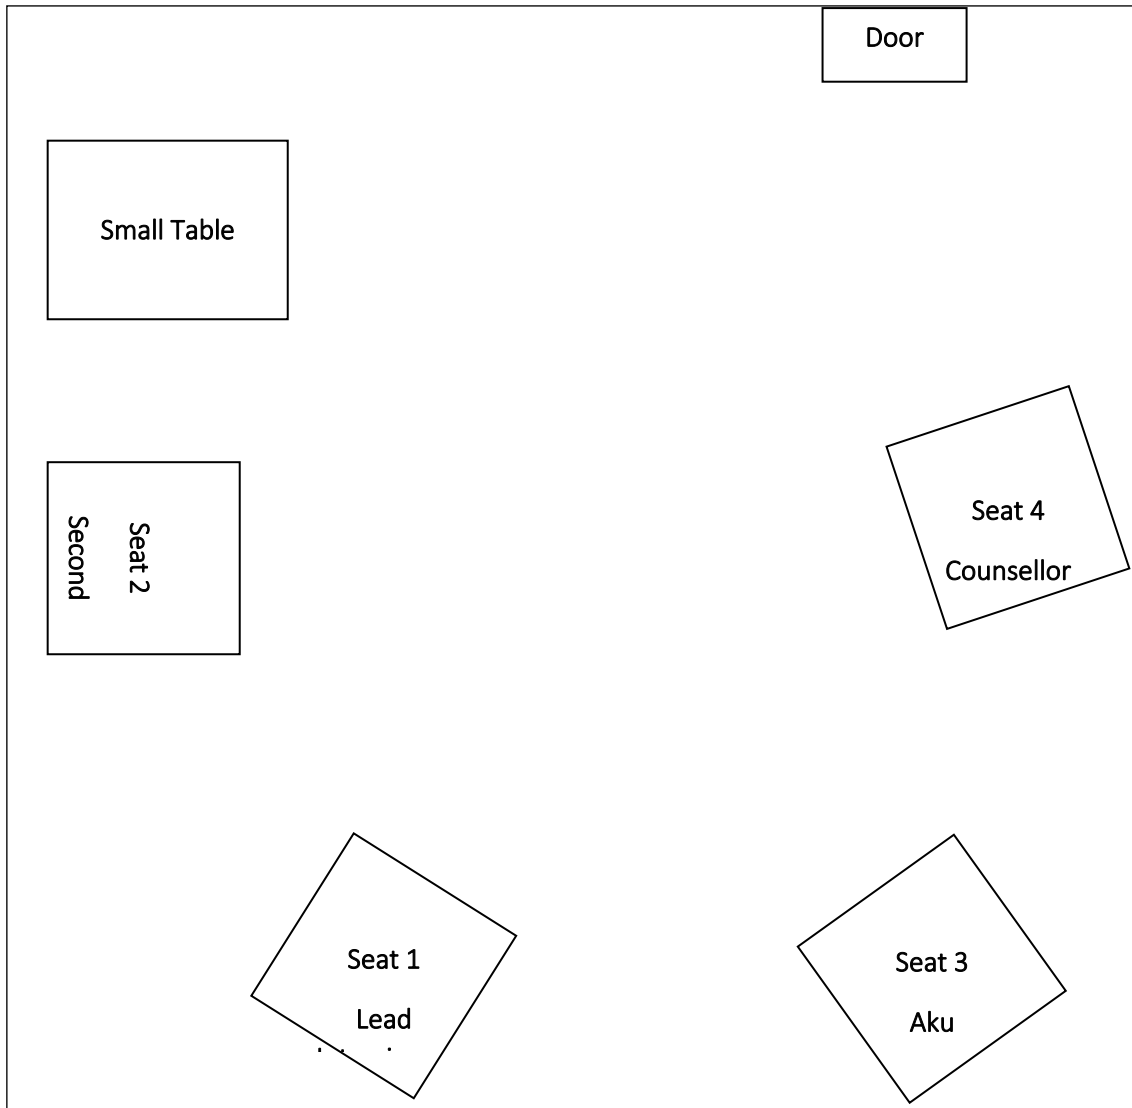 Door
Small Table
Seat 2
Second
Seat 4
Counsellor
Seat 1
Lead
Seat 3
Aku